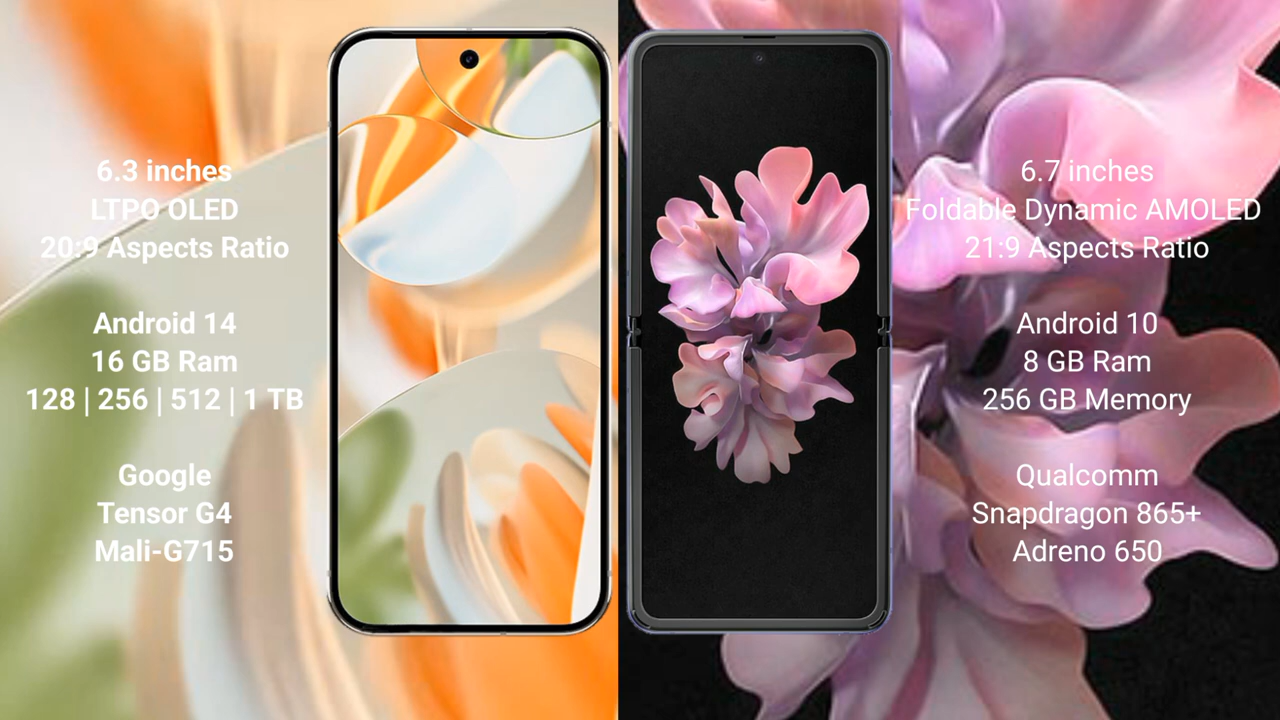 6.3 inches
LTPO OLED
20:9 Aspects Ratio
Android 14
16 GB Ram
128 | 256 | 512 | 1 TB
Google
Tensor G4
Mali-G715
6.7 inches
Foldable Dynamic AMOLED
21:9 Aspects Ratio
Android 10
8 GB Ram
256 GB Memory
Qualcomm
Snapdragon 865+
Adreno 650